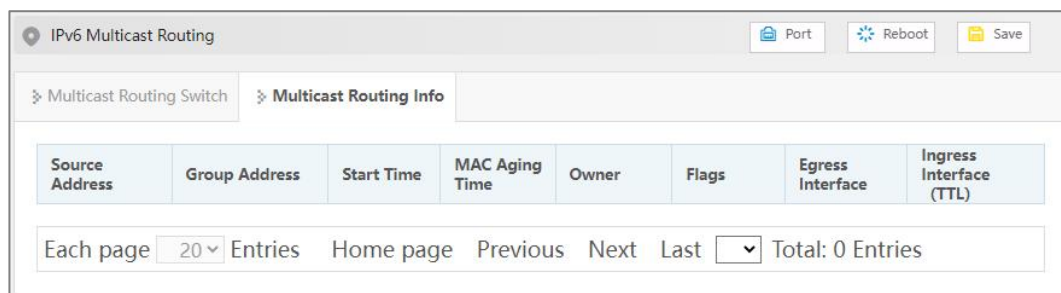 IPv6 Multicast Routing
Port
Reboot
Save
Multicast Routing Switch
Multicast Routing Info
Source Address
Group Address
Start Time
MAC Aging Time
Owner
Flags
Egress Interface
Ingress Interface (TTL)
Each page 20 Entries Home page Previous Next Last Total: 0 Entries